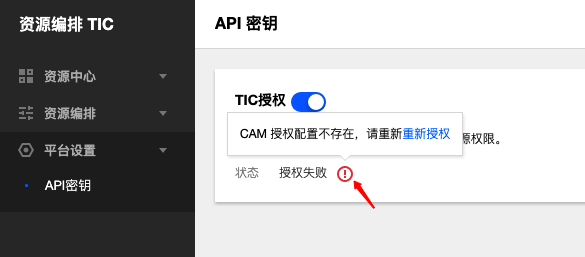 资源编排 TIC
API 密钥
资源中心
资源编排
平台设置
API密钥
TIC授权
CAM 授权配置不存在，请重新重新授权
源权限。
状态 授权失败